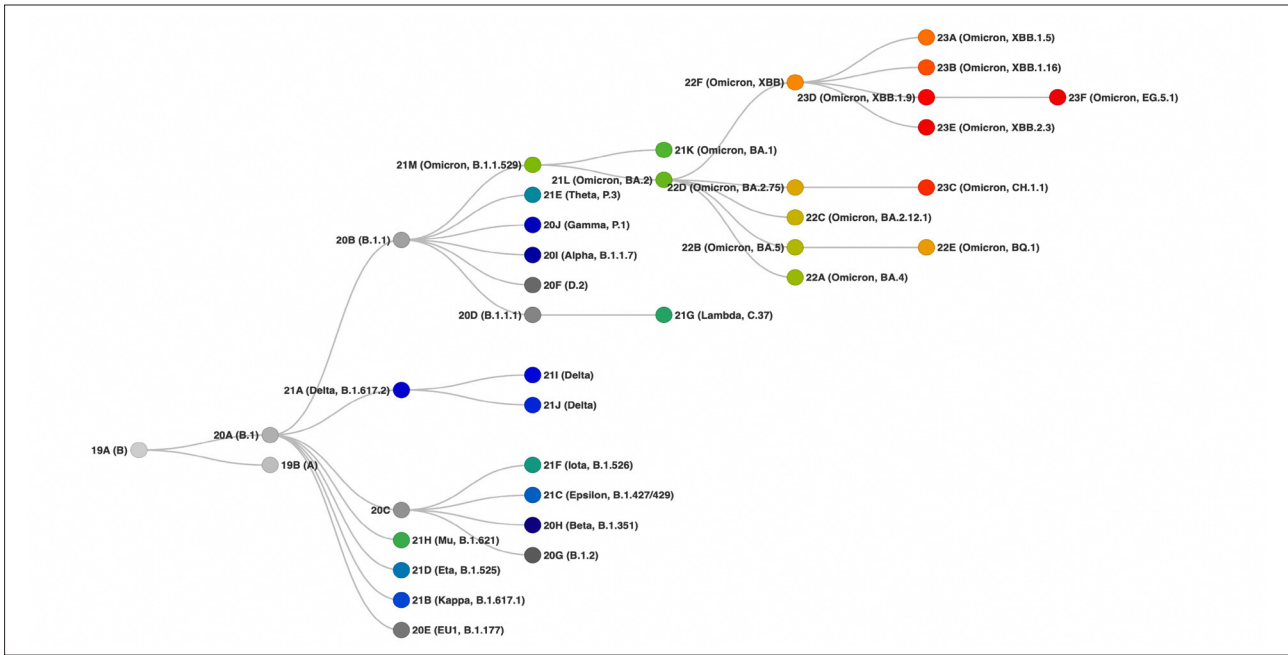 23A (Omicron, XBB.1.5)
23B (Omicron, XBB.1.16)
22F (Omicron, XBB)
23D (Omicron, XBB.1.9)
23F (Omicron, EG.5.1)
23E (Omicron, XBB.2.3)
21K (Omicron, BA.1)
21M (Omicron, B.1.1.529)
21L (Omicron, BA.2)
22D (Omicron, BA.2.75)
23C (Omicron, CH.1.1)
21E (Theta, P.3)
22C (Omicron, BA.2.12.1)
20J (Gamma, P.1)
20B (B.1.1)
22B (Omicron, BA.5)
22E (Omicron, BQ.1)
20I (Alpha, B.1.1.7)
22A (Omicron, BA.4)
20F (D.2)
20D (B.1.1.1)
21G (Lambda, C.37)
21I (Delta)
21A (Delta, B.1.617.2)
21J (Delta)
20A (B.1)
19A (B)
19B (A)
21F (Iota, B.1.526)
21C (Epsilon, B.1.427/429)
20C
20H (Beta, B.1.351)
21H (Mu, B.1.621)
20G (B.1.2)
21D (Eta, B.1.525)
21B (Kappa, B.1.617.1)
20E (EU1, B.1.177)